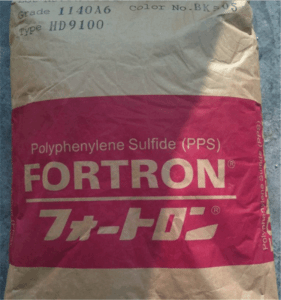 Grade 1140A6 Color No.BK=03
Type HD9100
Polyphenylene Sulfide (PPS)
FORTRON®
フォートロン®